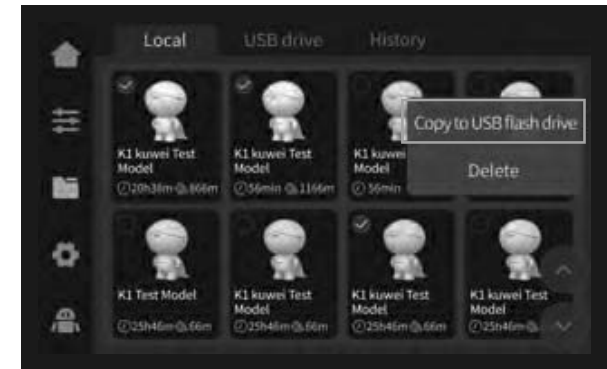 Local
USB drive
History
K1 kuwei Test
Model
20h38m 866m
K1 kuwei Test
Model
56min 1166m
K1 kuwei
Model
56min
Copy to USB flash drive
Delete
K1 Test Model
25h46m 66m
K1 kuwei Test
Model
25h46m 66m
K1 kuwei Test
Model
25h46m 66m
K1 kuwei Test
Model
25h46m